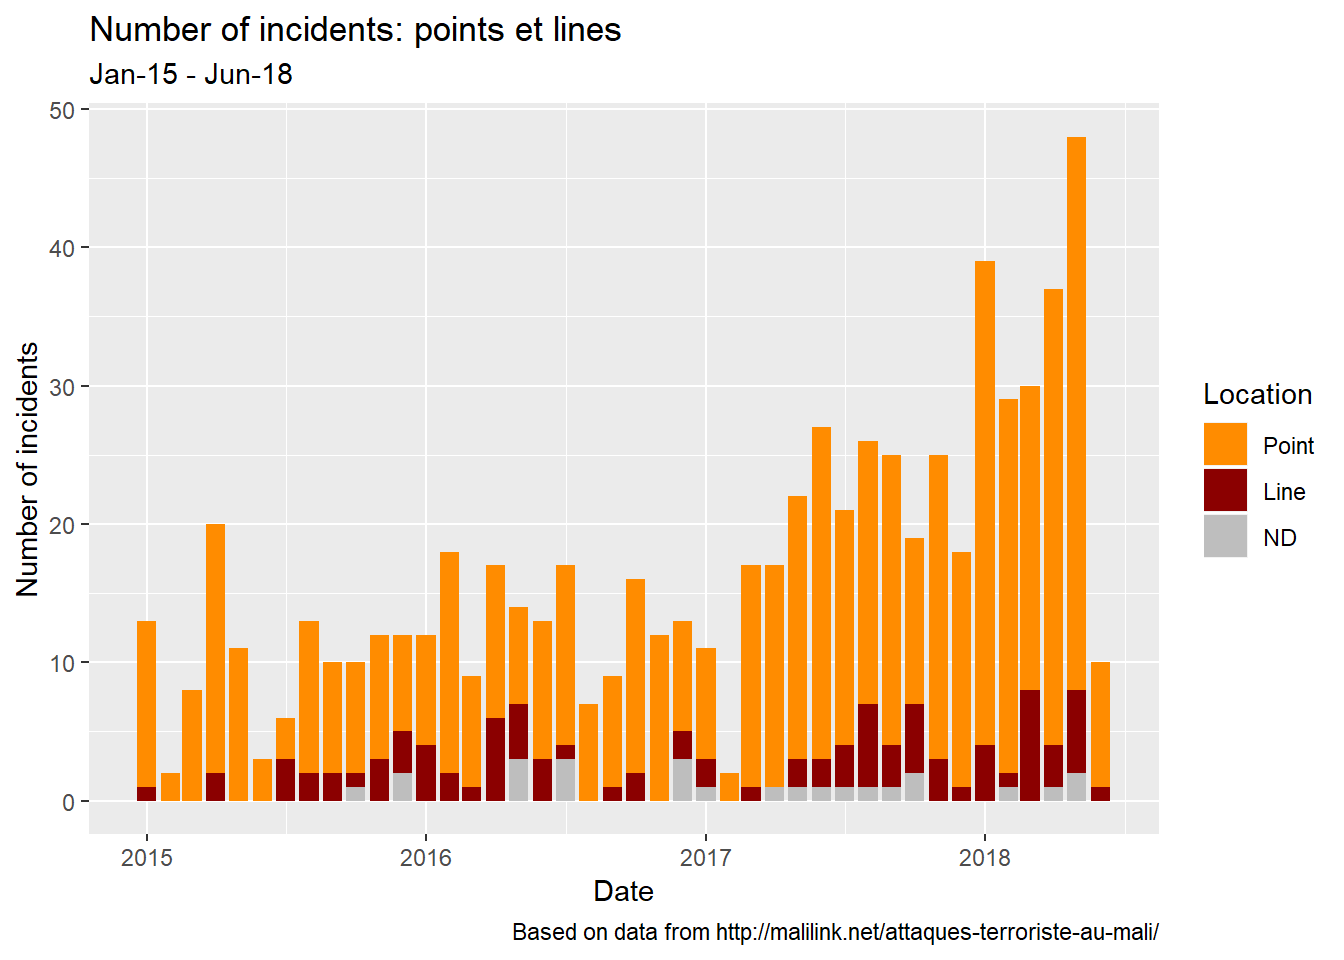 Number of incidents: points et lines
Jan-15 - Jun-18
50
40
30
20
10
0
Number of incidents
2015
2016
2017
2018
Date
Location
Point
Line
ND
Based on data from http://malilink.net/attaques-terroriste-au-mali/